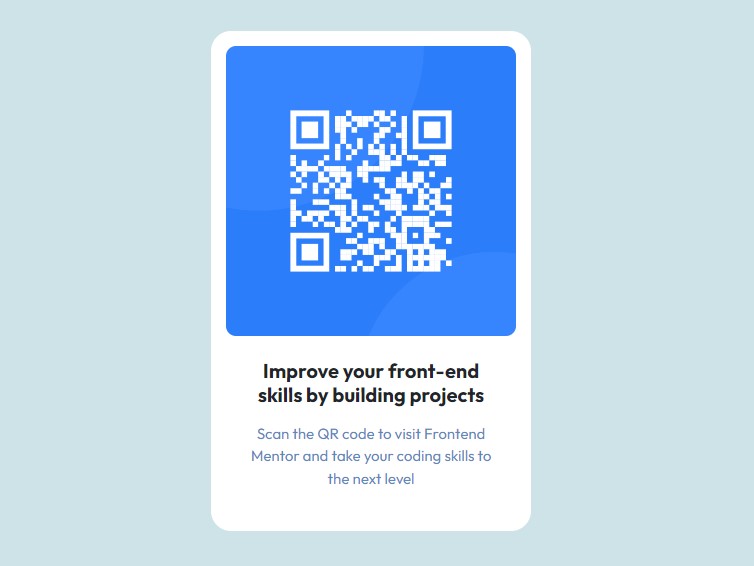 Improve your front-end
skills by building projects
Scan the QR code to visit Frontend
Mentor and take your coding skills to
the next level